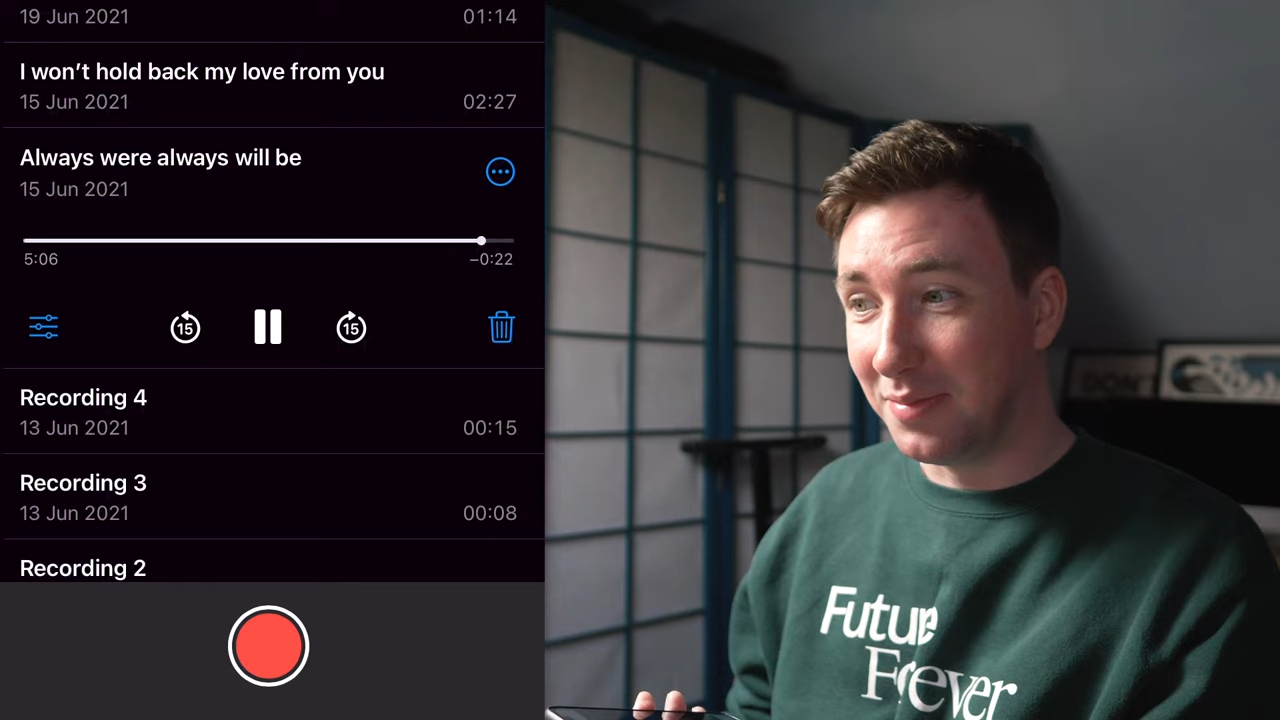 19 Jun 2021
01:14
I won't hold back my love from you
15 Jun 2021
02:27
Always were always will be
15 Jun 2021
5:06
−0:22
15
15
Recording 4
13 Jun 2021
00:15
Recording 3
13 Jun 2021
00:08
Recording 2
DON'T
Future
Forever